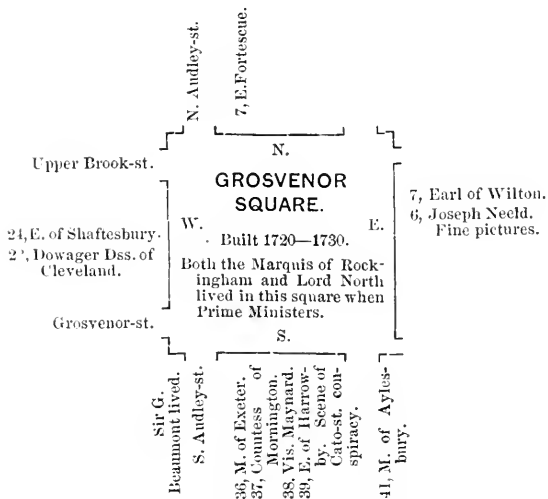 N. Audley-st.
7, E.Fortescue.
Upper Brook-st.
N.
GROSVENOR
SQUARE.
W.
E.
Built 1720—1730.
Both the Marquis of Rock-
ingham and Lord North
lived in this square when
Prime Ministers.
S.
7, Earl of Wilton.
6, Joseph Neeld.
Fine pictures.
24, E. of Shaftesbury.
Dowager Dss. of
Cleveland.
Grosvenor-st.
Sir G.
Beaumont lived.
S. Audley-st.
36, M. of Exeter.
37, Countess of
Mornington.
38. Vis. Maynard.
39, E. of Harrow-
by. Scene of
Cato-st. con-
spiracy.
41, M. of Ayles-
bury.